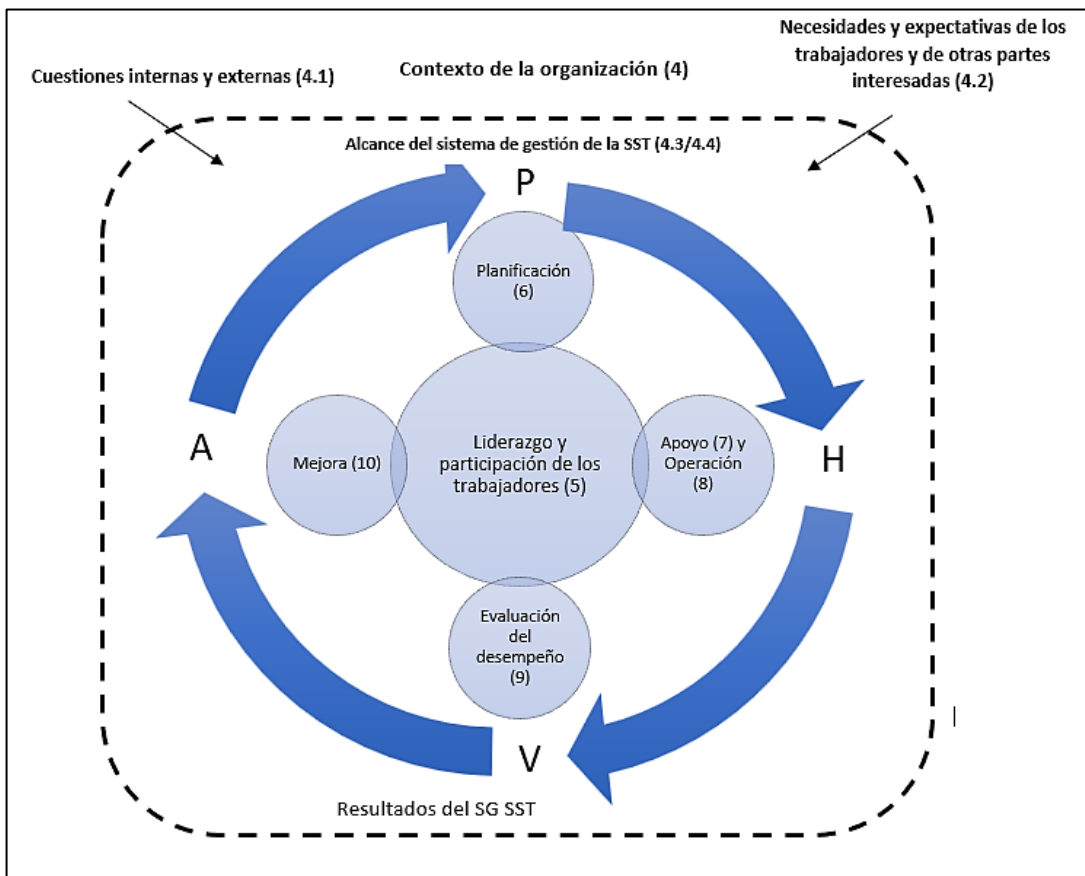 Necesidades y expectativas de los
trabajadores y de otras partes
interesadas (4.2)
Contexto de la organización (4)
Cuestiones internas y externas (4.1)
Alcance del sistema de gestión de la SST (4.3/4.4)
P
Planificación
(6)
A
Mejora (10)
Liderazgo y
participación de los
trabajadores (5)
Apoyo (7) y
Operación
(8)
H
Evaluación
del
desempeño
(9)
V
Resultados del SG SST